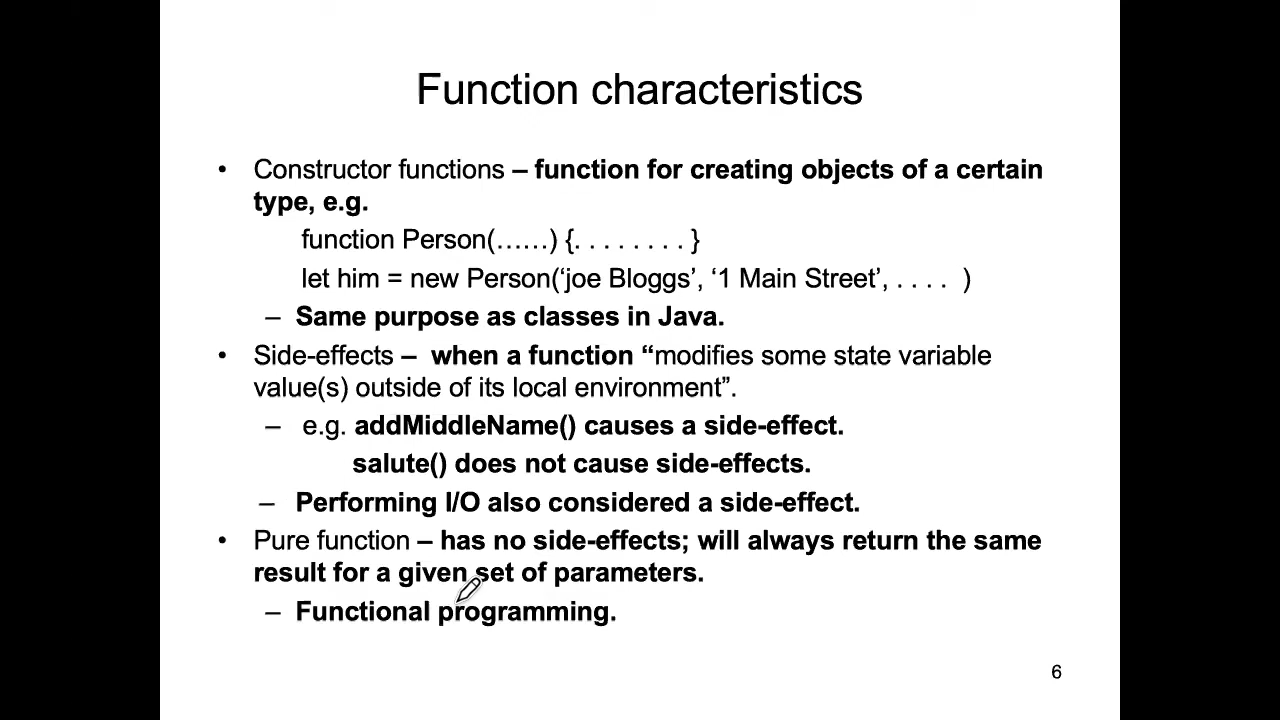 Function characteristics
• Constructor functions – function for creating objects of a certain
type, e.g.
function Person(……) {. . . . . . . . }
let him = new Person(‘joe Bloggs’, ‘1 Main Street’, . . . .  )
– Same purpose as classes in Java.
• Side-effects –  when a function “modifies some state variable
value(s) outside of its local environment”.
– e.g. addMiddleName() causes a side-effect.
salute() does not cause side-effects.
– Performing I/O also considered a side-effect.
• Pure function – has no side-effects; will always return the same
result for a given set of parameters.
– Functional programming.
6